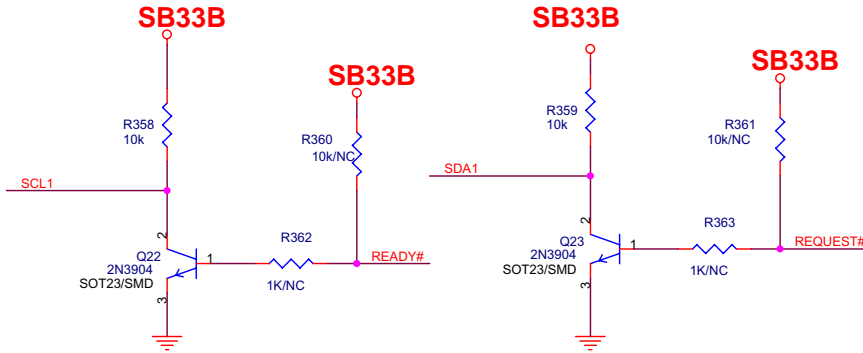 SB33B
SB33B
R358
10k
R360
10k/NC
SCL1
2
Q22
2N3904
SOT23/SMD
1
3
R362
1K/NC
READY#
SB33B
SB33B
R359
10k
R361
10k/NC
SDA1
2
Q23
2N3904
SOT23/SMD
1
3
R363
1K/NC
REQUEST#